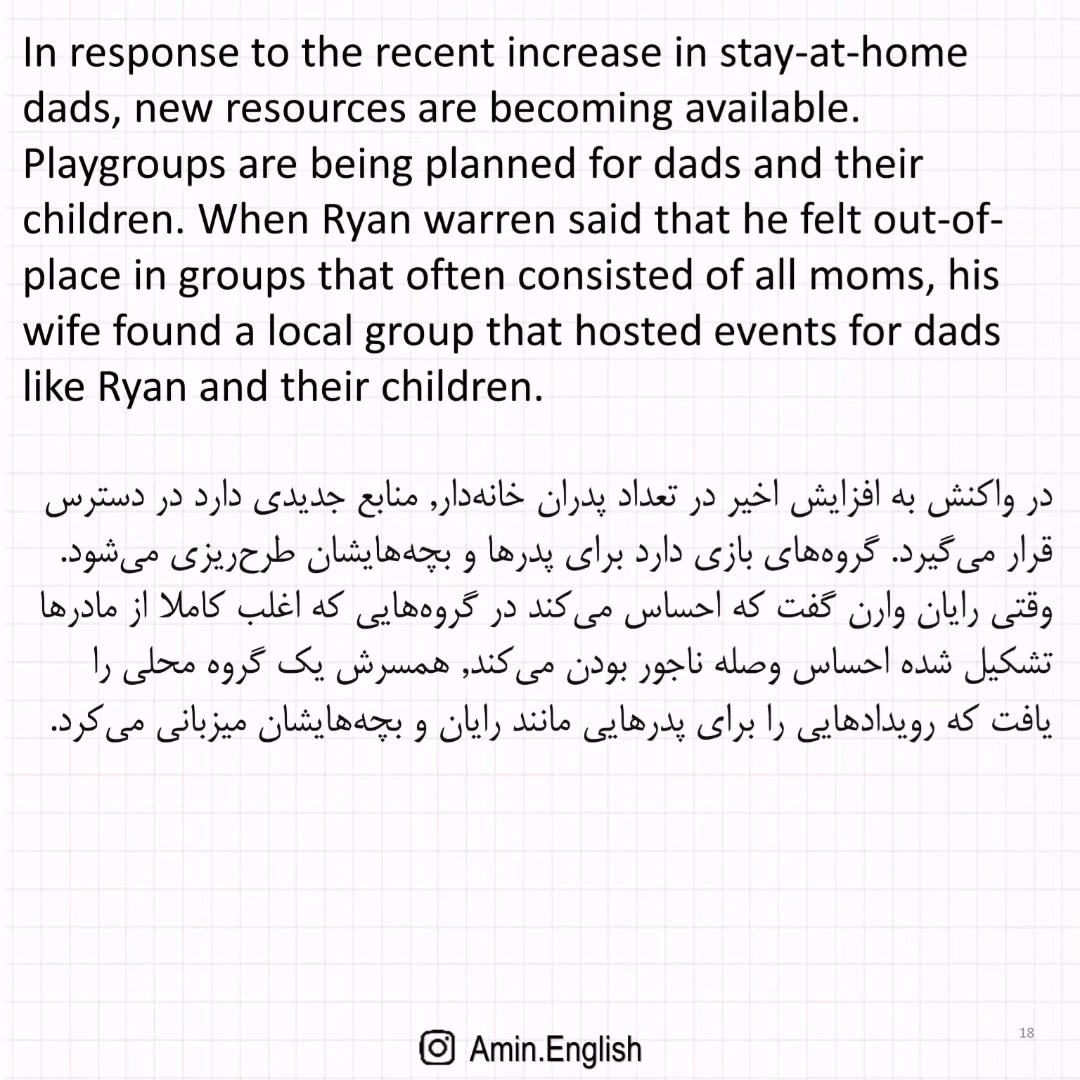 In response to the recent increase in stay-at-home
dads, new resources are becoming available.
Playgroups are being planned for dads and their
children. When Ryan warren said that he felt out-of-
place in groups that often consisted of all moms, his
wife found a local group that hosted events for dads
like Ryan and their children.
در واکنش به افزایش اخیر در تعداد پدران خانه‌دار, منابع جدیدی دارد در دسترس
قرار می‌گیرد. گروه‌های بازی دارد برای پدرها و بچه‌هایشان طرح‌ریزی می‌شود.
وقتی رایان وارن گفت که احساس می‌کند در گروه‌هایی که اغلب کاملا از مادرها
تشکیل شده احساس وصله ناجور بودن می‌کند, همسرش یک گروه محلی را
یافت که رویدادهایی را برای پدرهایی مانند رایان و بچه‌هایشان میزبانی می‌کرد.
18
Amin.English